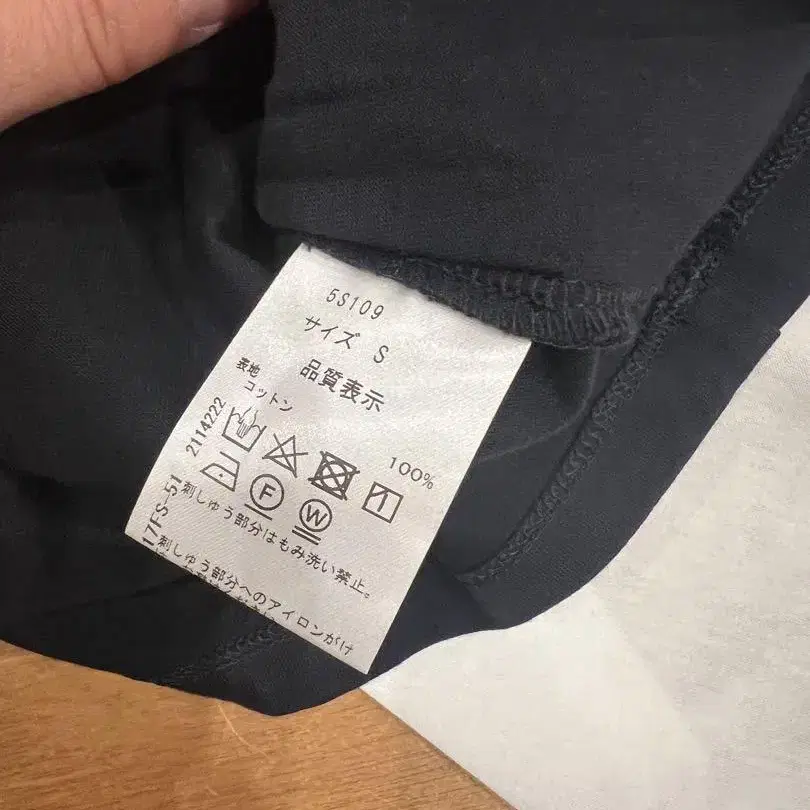 5S109
サイズ S
品質表示
表地
コットン 100%
F W
刺しゅう部分はもみ洗い禁止。
刺しゅう部分へのアイロンがけ
17FS-51 2114222